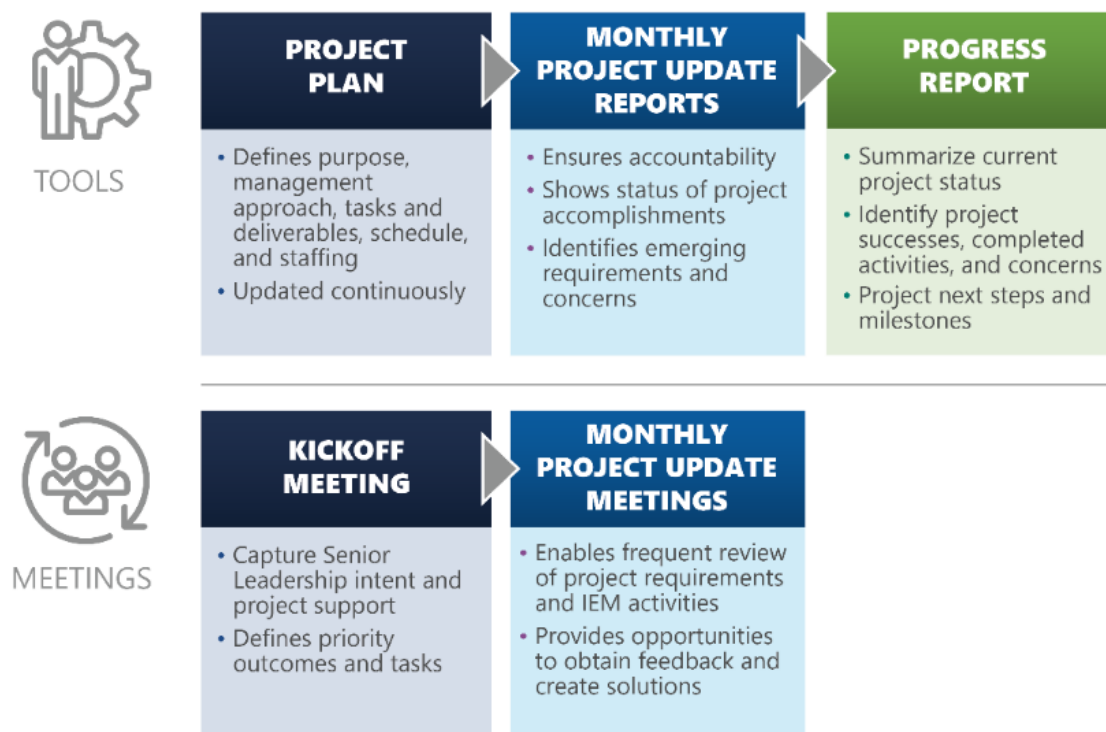 TOOLS
PROJECT
PLAN
• Defines purpose,
management
approach, tasks and
deliverables, schedule,
and staffing
• Updated continuously
MONTHLY
PROJECT UPDATE
REPORTS
• Ensures accountability
• Shows status of project
accomplishments
• Identifies emerging
requirements and
concerns
PROGRESS
REPORT
• Summarize current
project status
• Identify project
successes, completed
activities, and concerns
• Project next steps and
milestones
MEETINGS
KICKOFF
MEETING
• Capture Senior
Leadership intent and
project support
• Defines priority
outcomes and tasks
MONTHLY
PROJECT UPDATE
MEETINGS
• Enables frequent review
of project requirements
and IEM activities
• Provides opportunities
to obtain feedback and
create solutions